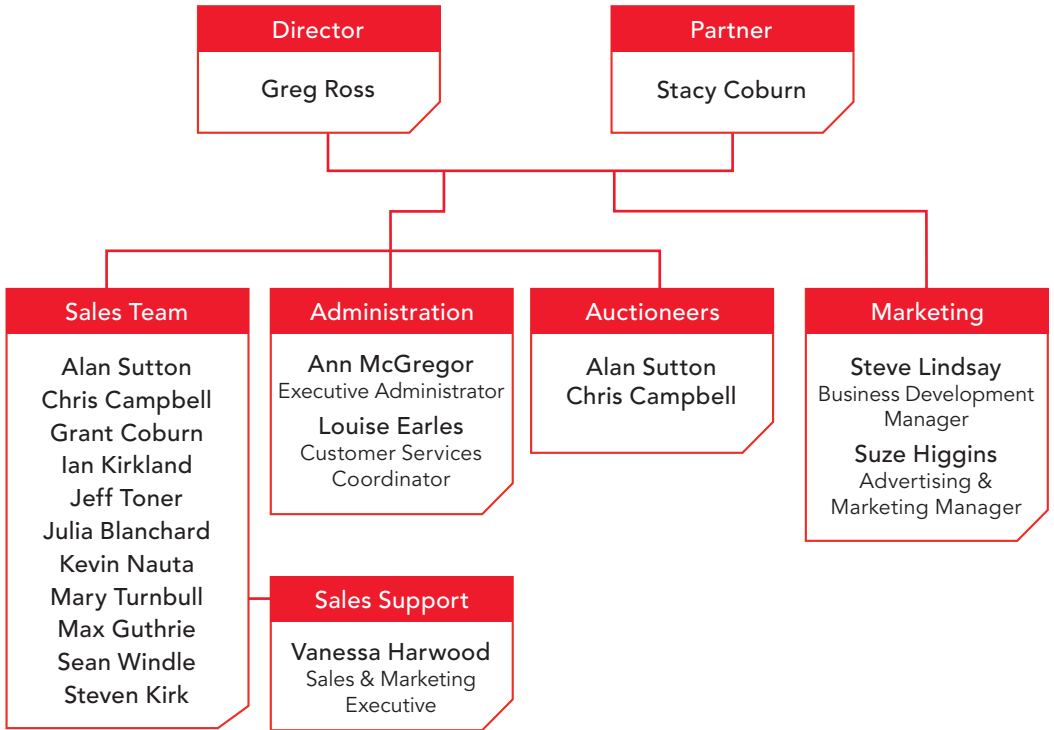 Director
Greg Ross
Partner
Stacy Coburn
Sales Team
Alan Sutton
Chris Campbell
Grant Coburn
Ian Kirkland
Jeff Toner
Julia Blanchard
Kevin Nauta
Mary Turnbull
Max Guthrie
Sean Windle
Steven Kirk
Administration
Ann McGregor
Executive Administrator
Louise Earles
Customer Services
Coordinator
Auctioneers
Alan Sutton
Chris Campbell
Marketing
Steve Lindsay
Business Development
Manager
Suze Higgins
Advertising &
Marketing Manager
Sales Support
Vanessa Harwood
Sales & Marketing
Executive